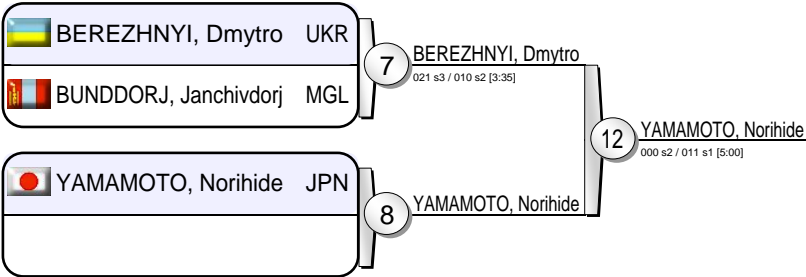 BEREZHNYI, Dmytro UKR
BUNDDORJ, Janchivdorj MGL
7
BEREZHNYI, Dmytro
021 s3 / 010 s2 [3:35]
12
YAMAMOTO, Norihide
000 s2 / 011 s1 [5:00]
YAMAMOTO, Norihide JPN
8
YAMAMOTO, Norihide